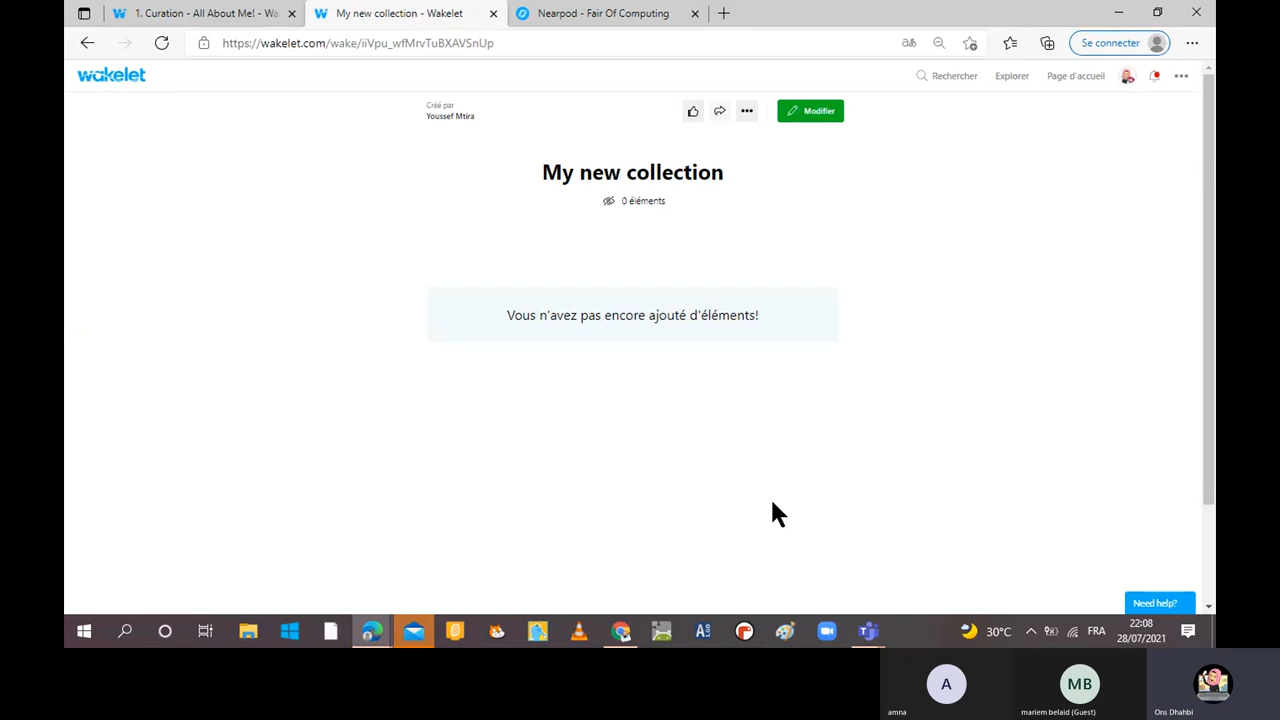 1. Curation - All About Me! - Wa
My new collection - Wakelet
Nearpod - Fair Of Computing
https://wakelet.com/wake/iiVpu_wfMrvTuBXAVSnUp
Se connecter
wakelet
Rechercher
Explorer
Page d'accueil
Créé par
Youssef Mtira
Modifier
My new collection
0 éléments
Vous n'avez pas encore ajouté d'éléments!
Need help?
30°C
FRA
22:08
28/07/2021
A
MB
amna
mariem belaid (Guest)
Ons Dhahbi